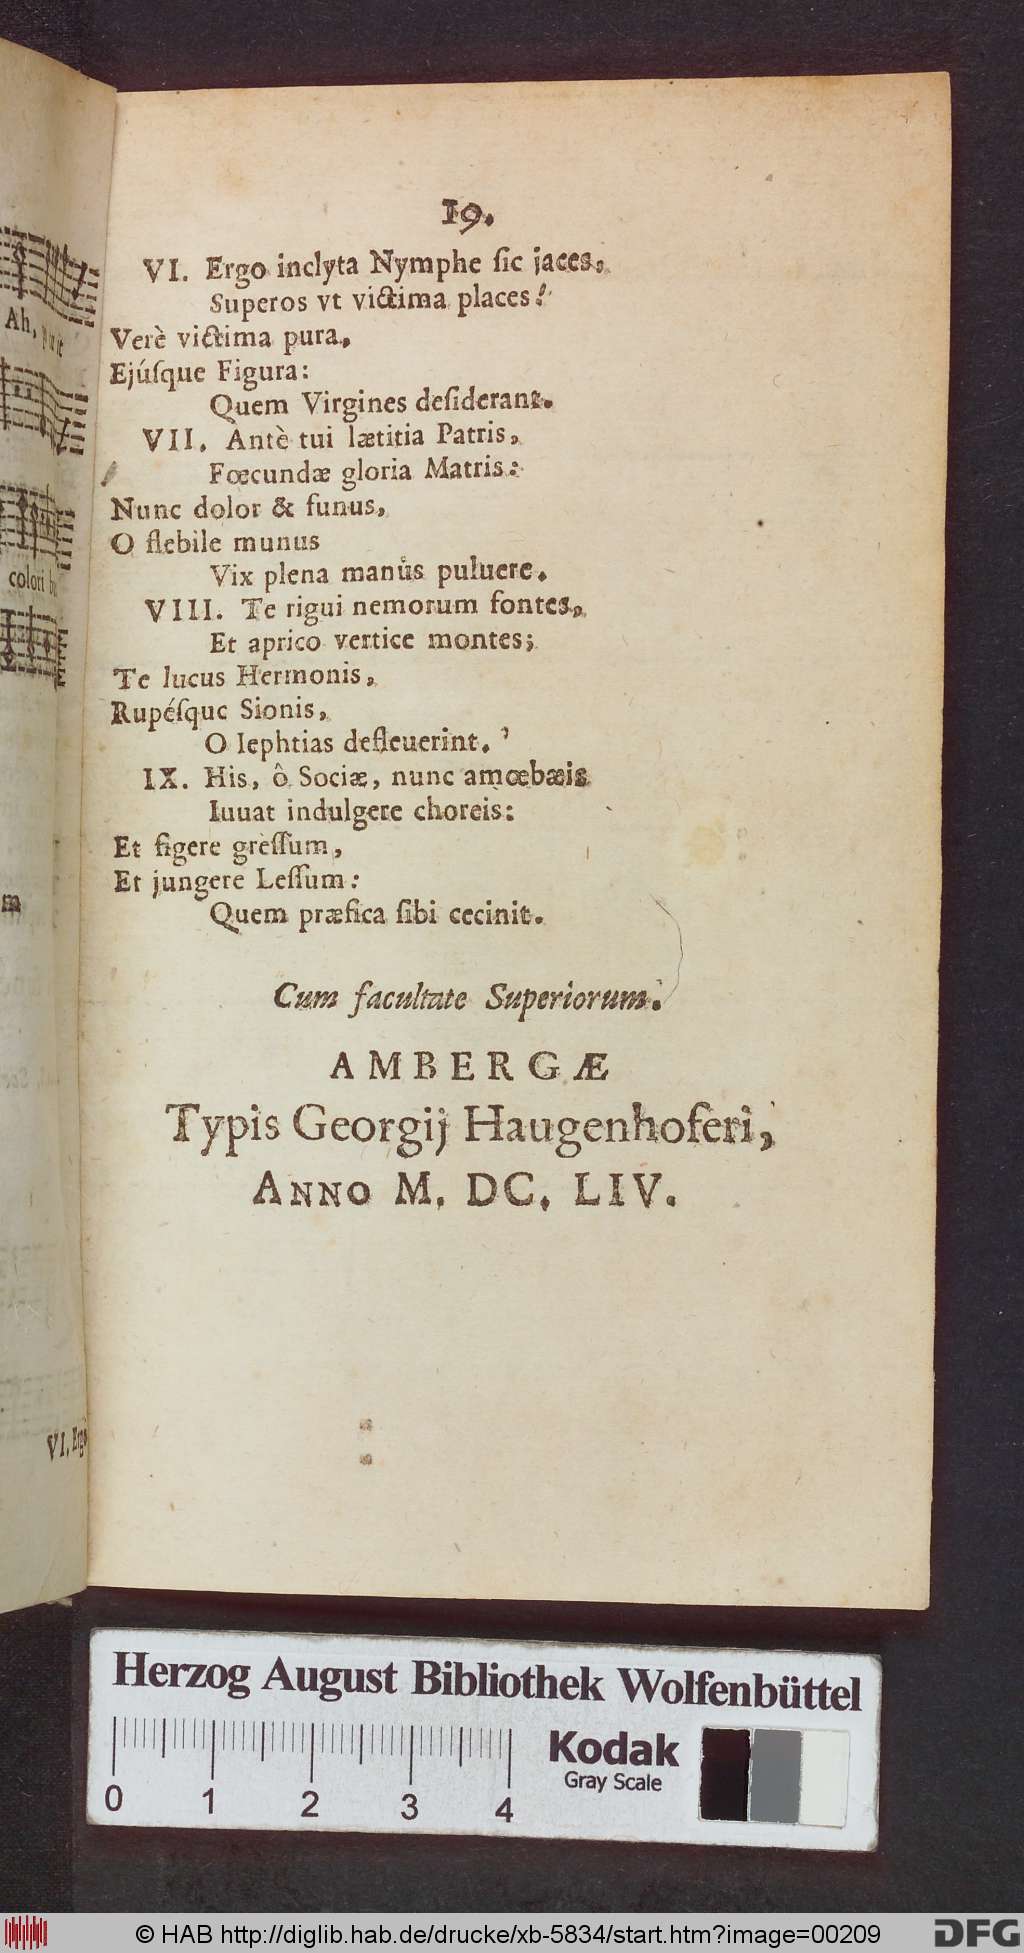 19.
VI. Ergo inclyta Nymphe ſic jaces,
Superos vt victima places!
Verè victima pura,
Ejúſque Figura:
Quem Virgines deſiderant.
VII. Antè tui lætitia Patris,
Fœcundæ gloria Matris:
Nunc dolor & funus,
O flebile munus
Vix plena manûs puluere.
VIII. Te rigui nemorum fontes,
Et aprico vertice montes;
Te lucus Hermonis,
Rupéſque Sionis,
O Iephtias defleuerint.
IX. His, ô Sociæ, nunc amœbæis
Iuuat indulgere choreis:
Et figere greſſum,
Et jungere Leſſum:
Quem præfica ſibi cecinit.
Cum facultate Superiorum.
AMBERGÆ
Typis Georgij Haugenhoferi,
ANNO M. DC. LIV.
Ah,
colori
VI. Ergo
Herzog August Bibliothek Wolfenbüttel
0 1 2 3 4
Kodak
Gray Scale
© HAB http://diglib.hab.de/drucke/xb-5834/start.htm?image=00209
DFG